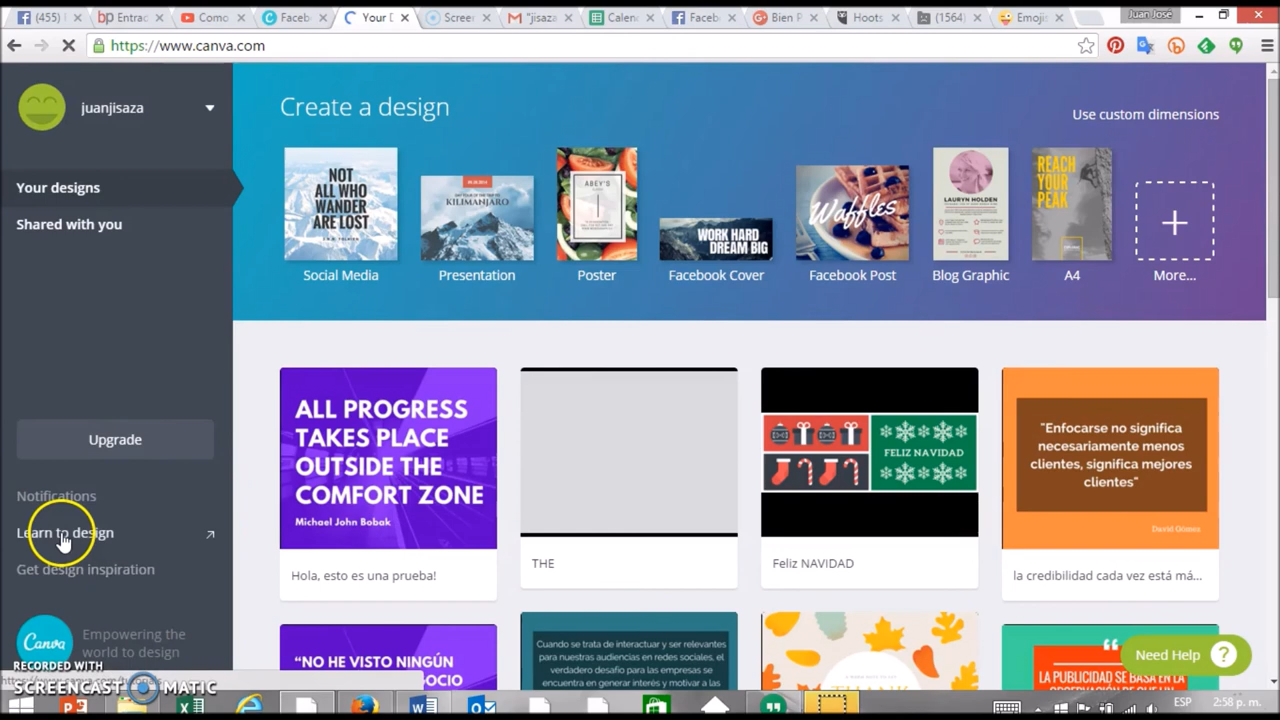 (455)
Entrac
Como
Faceb
Your D
Scree
"jisaza
Calen
Faceb
Bien P
Hoots
(1564)
Emoji
Juan José
https://www.canva.com
juanjisaza
Your designs
Shared with you
Upgrade
Notifications
Learn to design
Get design inspiration
Canva
Empowering the
world to design
RECORDED WITH
SCREENCAST MATIC
Create a design
Use custom dimensions
NOT
ALL WHO
WANDER
ARE LOST
Social Media
KILIMANJARO
Presentation
ABEY'S
Poster
WORK HARD
DREAM BIG
Facebook Cover
Waffles
Facebook Post
LAURYN HOLDEN
Blog Graphic
REACH
YOUR
PEAK
A4
More...
ALL PROGRESS
TAKES PLACE
OUTSIDE THE
COMFORT ZONE
Michael John Bobak
Hola, esto es una prueba!
THE
FELIZ NAVIDAD
Feliz NAVIDAD
"Enfocarse no significa
necesariamente menos
clientes, significa mejores
clientes"
David Gómez
la credibilidad cada vez está má...
"NO HE VISTO NINGÚN
Cuando se trata de interactuar y ser relevantes
para nuestras audiencias en redes sociales, el
verdadero desafío para las empresas se
encuentra en generar interés y motivar a las
THANK
LA PUBLICIDAD SE BASA EN LA
Need Help ?
ESP
2:58 p. m.